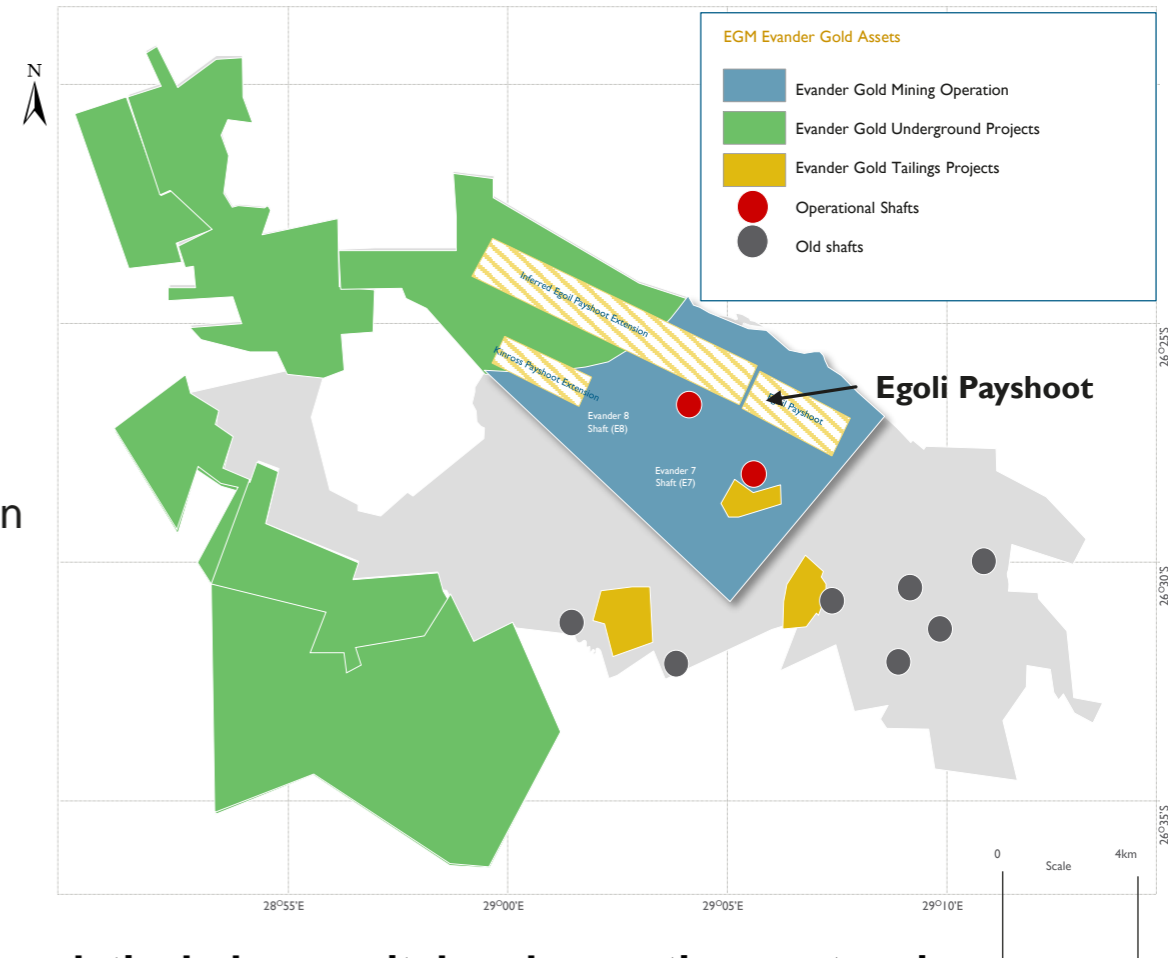 N
EGM Evander Gold Assets
Evander Gold Mining Operation
Evander Gold Underground Projects
Evander Gold Tailings Projects
Operational Shafts
Old shafts
Inferred Egoil Payshoot Extension
Kinross Payshoot Extension
Payshoot
Egoli Payshoot
Evander 8
Shaft (E8)
Evander 7
Shaft (E7)
n
26°25'S
26°30'S
26°35'S
0
4km
Scale
28°55'E
29°00'E
29°05'E
29°10'E